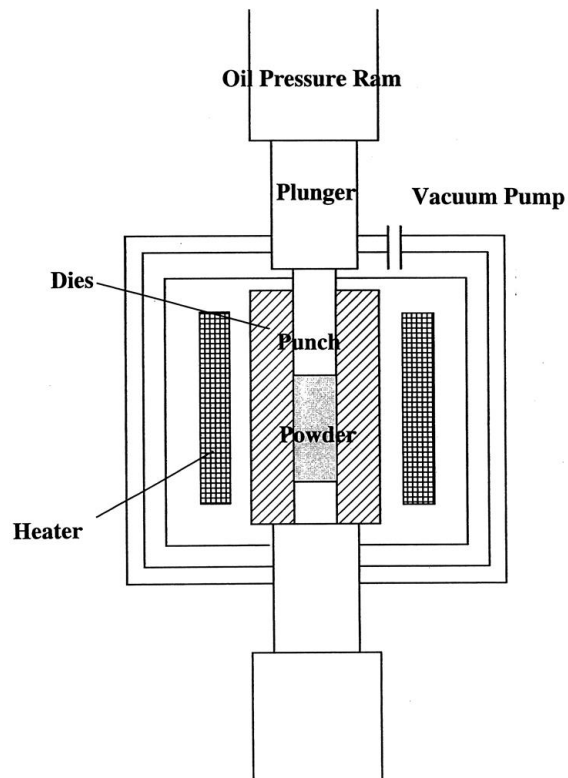 Oil Pressure Ram
Plunger
Vacuum Pump
Dies
Punch
Powder
Heater